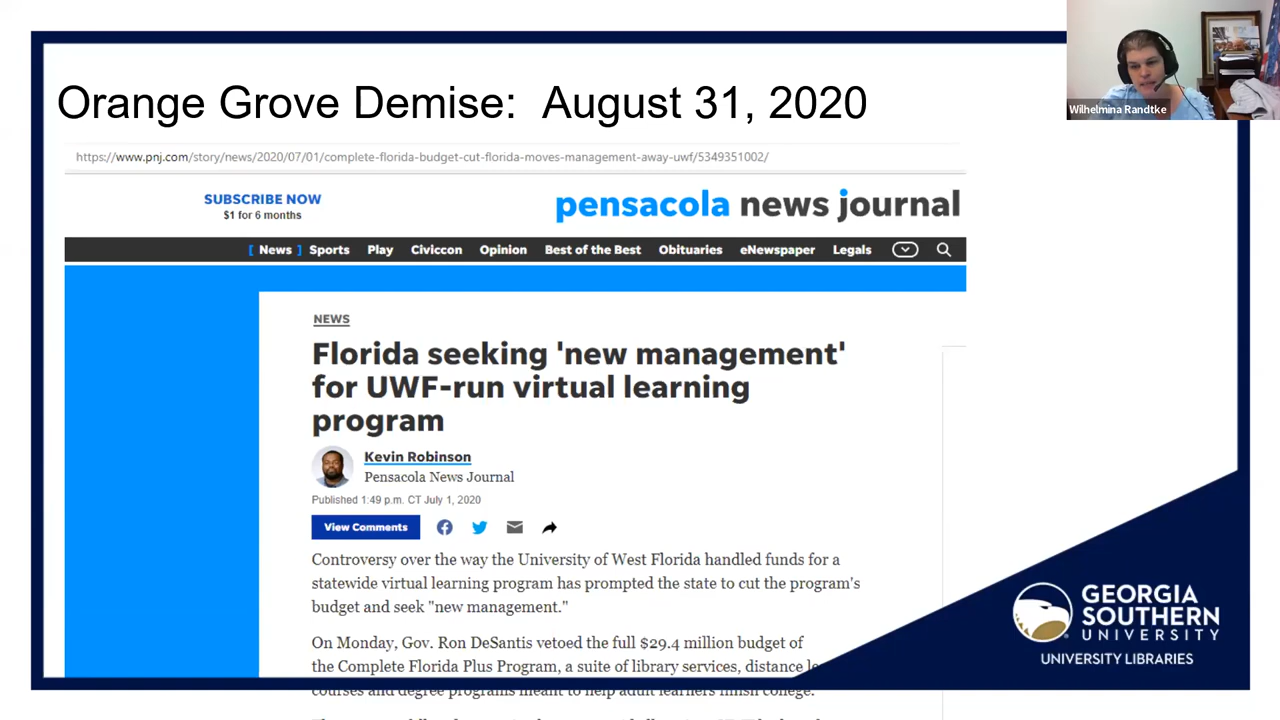 Orange Grove Demise:  August 31, 2020
Wilhelmina Randtke
https://www.pnj.com/story/news/2020/07/01/complete-florida-budget-cut-florida-moves-management-away-uwf/5349351002/
SUBSCRIBE NOW
$1 for 6 months
pensacola news journal
[ News ] Sports Play Civiccon Opinion Best of the Best Obituaries eNewspaper Legals
NEWS
Florida seeking 'new management'
for UWF-run virtual learning
program
Kevin Robinson
Pensacola News Journal
Published 1:49 p.m. CT July 1, 2020
View Comments
Controversy over the way the University of West Florida handled funds for a
statewide virtual learning program has prompted the state to cut the program's
budget and seek "new management."
On Monday, Gov. Ron DeSantis vetoed the full $29.4 million budget of
the Complete Florida Plus Program, a suite of library services, distance
courses and degree programs meant to help adult learners finish college.
GEORGIA
SOUTHERN
UNIVERSITY
UNIVERSITY LIBRARIES